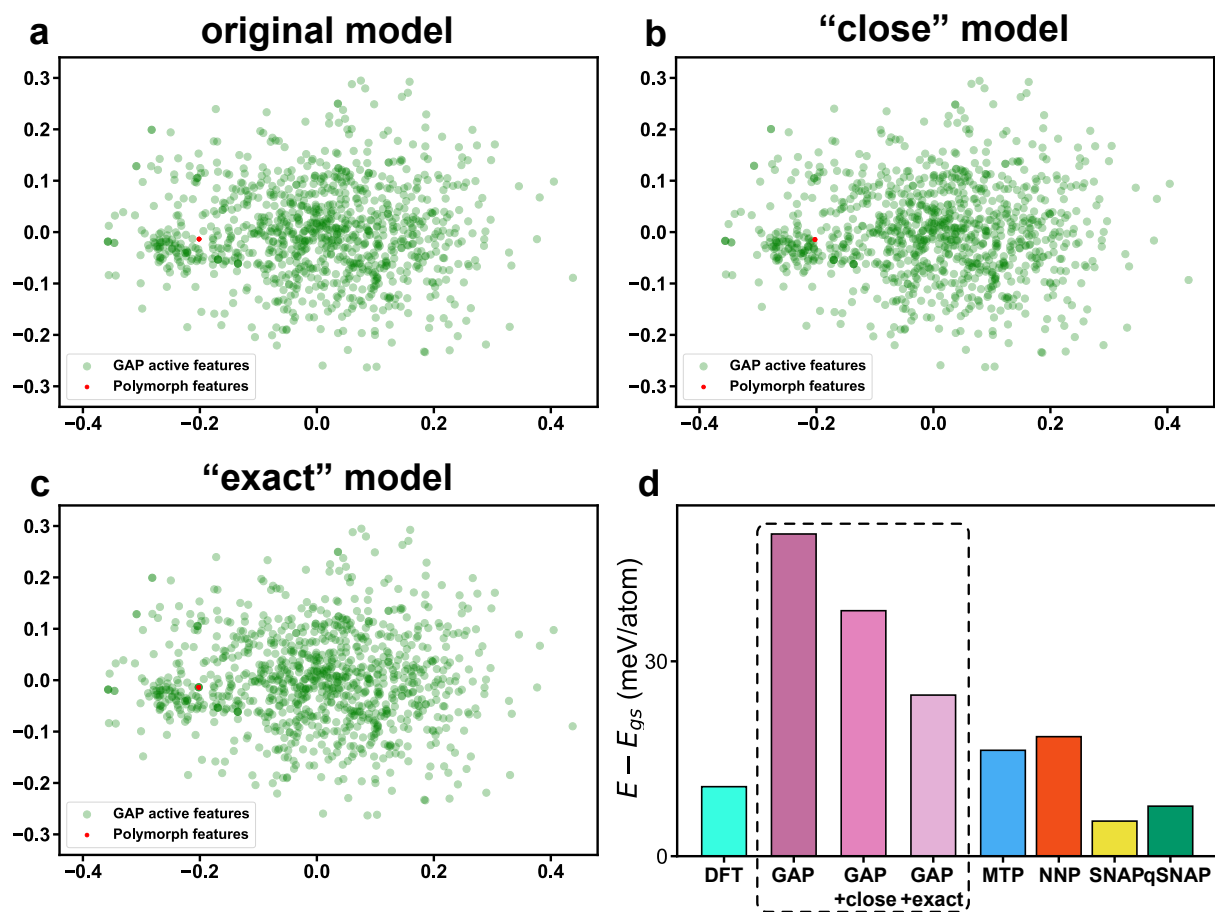 a
original model
0.3
0.2
0.1
0.0
−0.1
−0.2
−0.3
GAP active features
Polymorph features
−0.4
−0.2
0.0
0.2
0.4
b
“close” model
0.3
0.2
0.1
0.0
−0.1
−0.2
−0.3
GAP active features
Polymorph features
−0.4
−0.2
0.0
0.2
0.4
c
“exact” model
0.3
0.2
0.1
0.0
−0.1
−0.2
−0.3
GAP active features
Polymorph features
−0.4
−0.2
0.0
0.2
0.4
d
E − Egs (meV/atom)
30
0
DFT GAP GAP GAP MTP NNP SNAP qSNAP
+close +exact